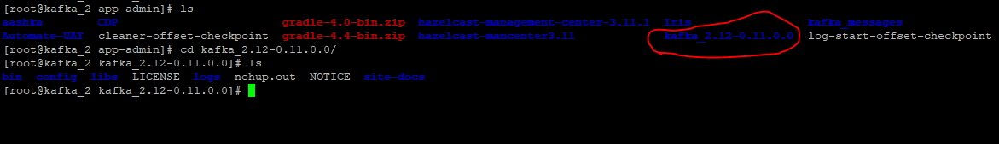 [root@kafka_2 app-admin]# ls
aashka CDP gradle-4.0-bin.zip hazelcast-management-center-3.11.1 Iris kafka_messages
Automate-UAT cleaner-offset-checkpoint gradle-4.4-bin.zip hazelcast-mancenter3.11 kafka_2.12-0.11.0.0 log-start-offset-checkpoint
[root@kafka_2 app-admin]# cd kafka_2.12-0.11.0.0/
[root@kafka_2 kafka_2.12-0.11.0.0]# ls
bin config libs LICENSE logs nohup.out NOTICE site-docs
[root@kafka_2 kafka_2.12-0.11.0.0]#